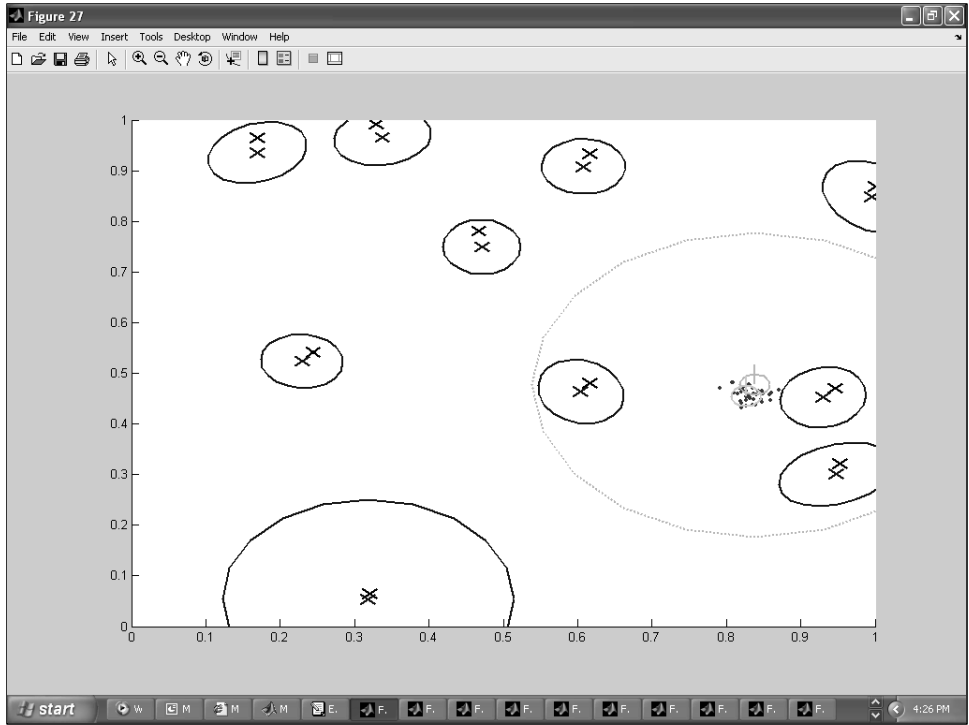 Figure 27
File Edit View Insert Tools Desktop Window Help
1
0.9
0.8
0.7
0.6
0.5
0.4
0.3
0.2
0.1
0
0 0.1 0.2 0.3 0.4 0.5 0.6 0.7 0.8 0.9 1
start W M M M E. F. F. F. F. F. F. F. F. F. F. 4:26 PM